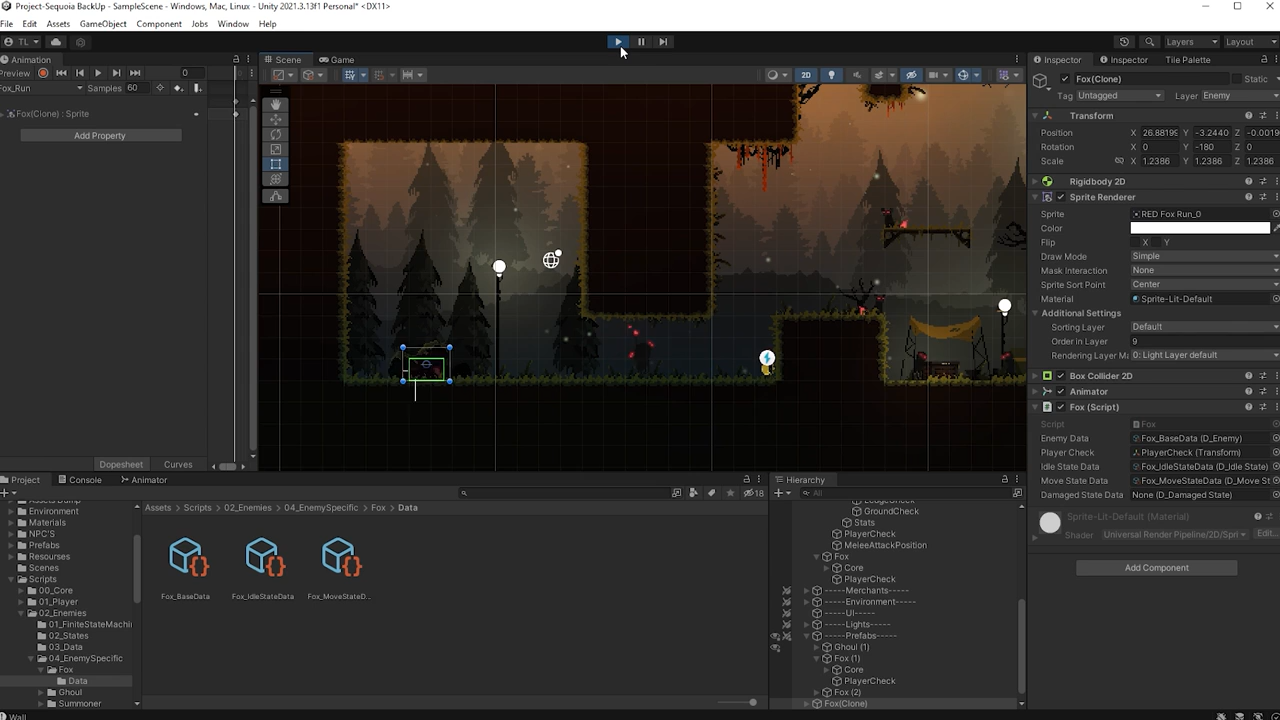 Project-Sequoia BackUp - SampleScene - Windows, Mac, Linux - Unity 2021.3.13f1 Personal* <DX11>
File Edit Assets GameObject Component Jobs Window Help
TL Layers Layout
Animation
Preview 0
Fox_Run Samples 60
Fox(Clone) : Sprite
Add Property
Dopesheet Curves
Scene Game
2D
Inspector Inspector Tile Palette
Fox(Clone) Static
Tag Untagged Layer Enemy
Transform
Position X 26.88199 Y -3.2440 Z -0.0019
Rotation X 0 Y -180 Z 0
Scale X 1.2386 Y 1.2386 Z 1.2386
Rigidbody 2D
Sprite Renderer
Sprite RED Fox Run_0
Color
Flip X Y
Draw Mode Simple
Mask Interaction None
Sprite Sort Point Center
Material Sprite-Lit-Default
Additional Settings
Sorting Layer Default
Order in Layer 9
Rendering Layer Ma 0: Light Layer default
Box Collider 2D
Animator
Fox (Script)
Script Fox
Enemy Data Fox_BaseData (D_Enemy)
Player Check PlayerCheck (Transform)
Idle State Data Fox_IdleStateData (D_Idle State)
Move State Data Fox_MoveStateData (D_Move St
Damaged State Data None (D_Damaged State)
Sprite-Lit-Default (Material)
Shader Universal Render Pipeline/2D/Spri Edit...
Add Component
Project Console Animator
18
Environment
Materials
NPC'S
Prefabs
Resourses
Scenes
Scripts
00_Core
01_Player
02_Enemies
01_FiniteStateMachi
02_States
03_Data
04_EnemySpecific
Fox
Data
Ghoul
Summoner
Assets > Scripts > 02_Enemies > 04_EnemySpecific > Fox > Data
Fox_BaseData Fox_IdleStateData Fox_MoveStateD...
Hierarchy
All
GroundCheck
Stats
PlayerCheck
MeleeAttackPosition
Fox
Core
PlayerCheck
-----Merchants-----
-----Environment-----
-----UI-----
-----Lights-----
-----Prefabs-----
Ghoul (1)
Fox (1)
Core
PlayerCheck
Fox (2)
Fox(Clone)
Wall